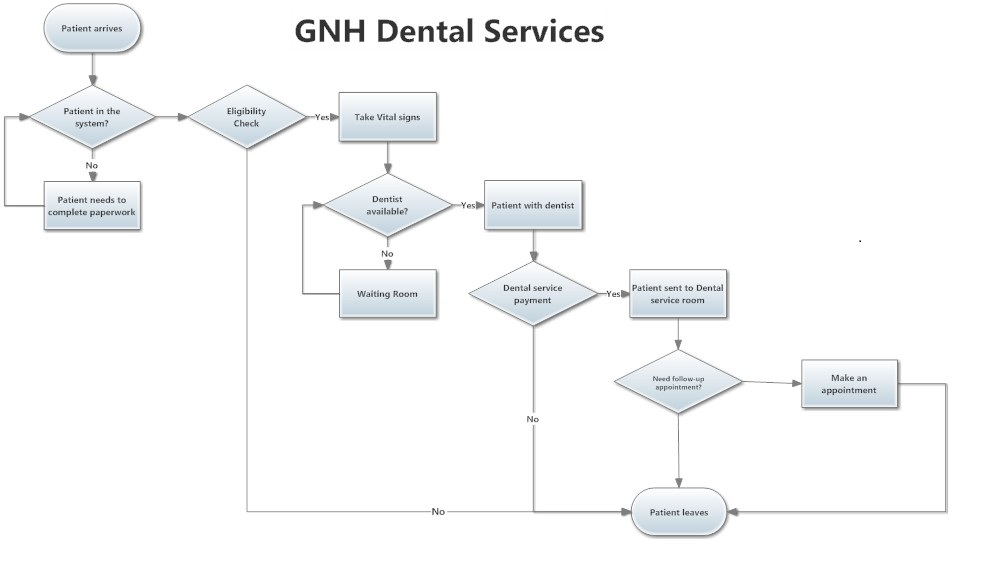 GNH Dental Services
Patient arrives
Patient in the
system?
No
Patient needs to
complete paperwork
Eligibility
Check
Yes
Take Vital signs
Dentist
available?
Yes
Patient with dentist
No
Waiting Room
Dental service
payment
Yes
Patient sent to Dental
service room
Need follow-up
appointment?
Make an
appointment
No
No
Patient leaves